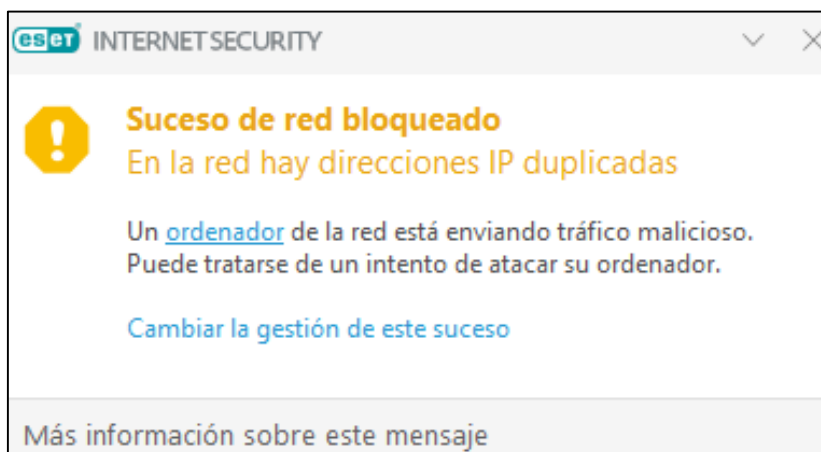 eseT INTERNET SECURITY
Suceso de red bloqueado
En la red hay direcciones IP duplicadas
Un ordenador de la red está enviando tráfico malicioso.
Puede tratarse de un intento de atacar su ordenador.
Cambiar la gestión de este suceso
Más información sobre este mensaje